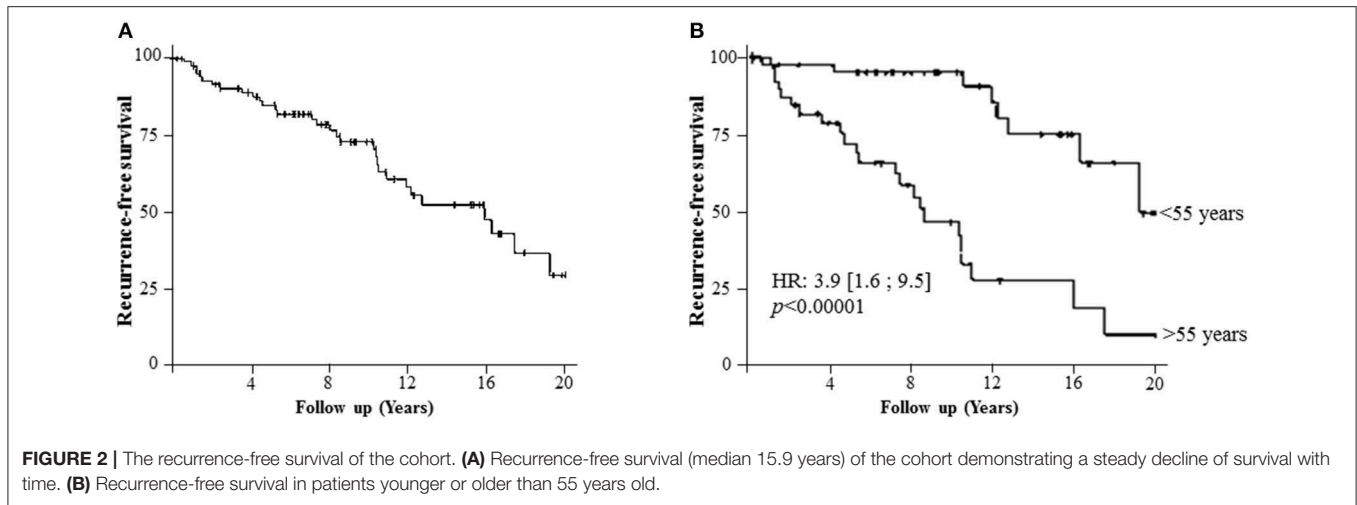 A
Recurrence-free survival
100
75
50
25
0
4 8 12 16 20
Follow up (Years)
B
Recurrence-free survival
100
75
50
25
0
<55 years
HR: 3.9 [1.6 ; 9.5]
p<0.00001
>55 years
4 8 12 16 20
Follow up (Years)
FIGURE 2 | The recurrence-free survival of the cohort. (A) Recurrence-free survival (median 15.9 years) of the cohort demonstrating a steady decline of survival with
time. (B) Recurrence-free survival in patients younger or older than 55 years old.